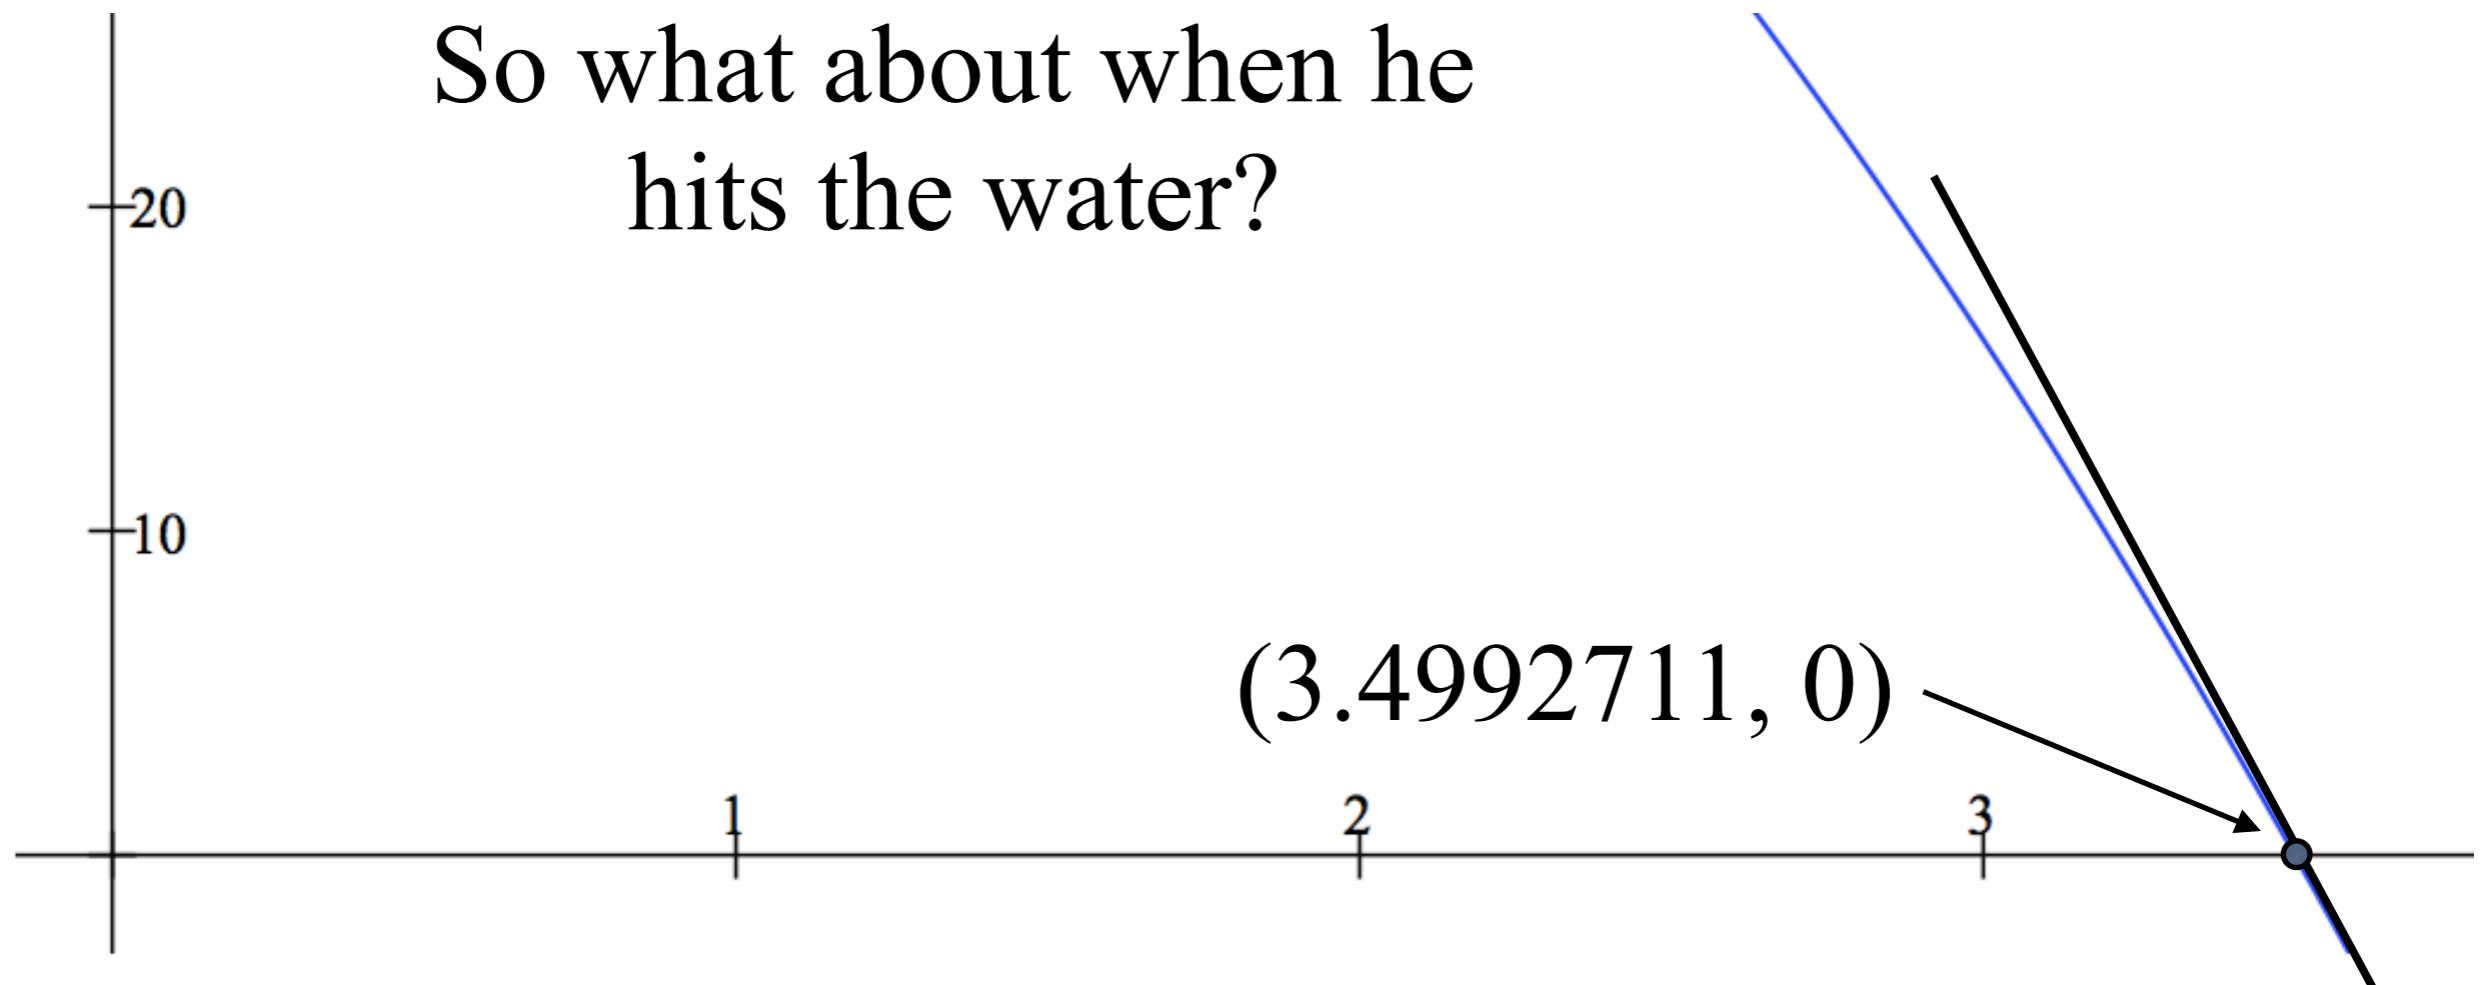 So what about when he
hits the water?
20
10
(3.4992711, 0)
1 2 3